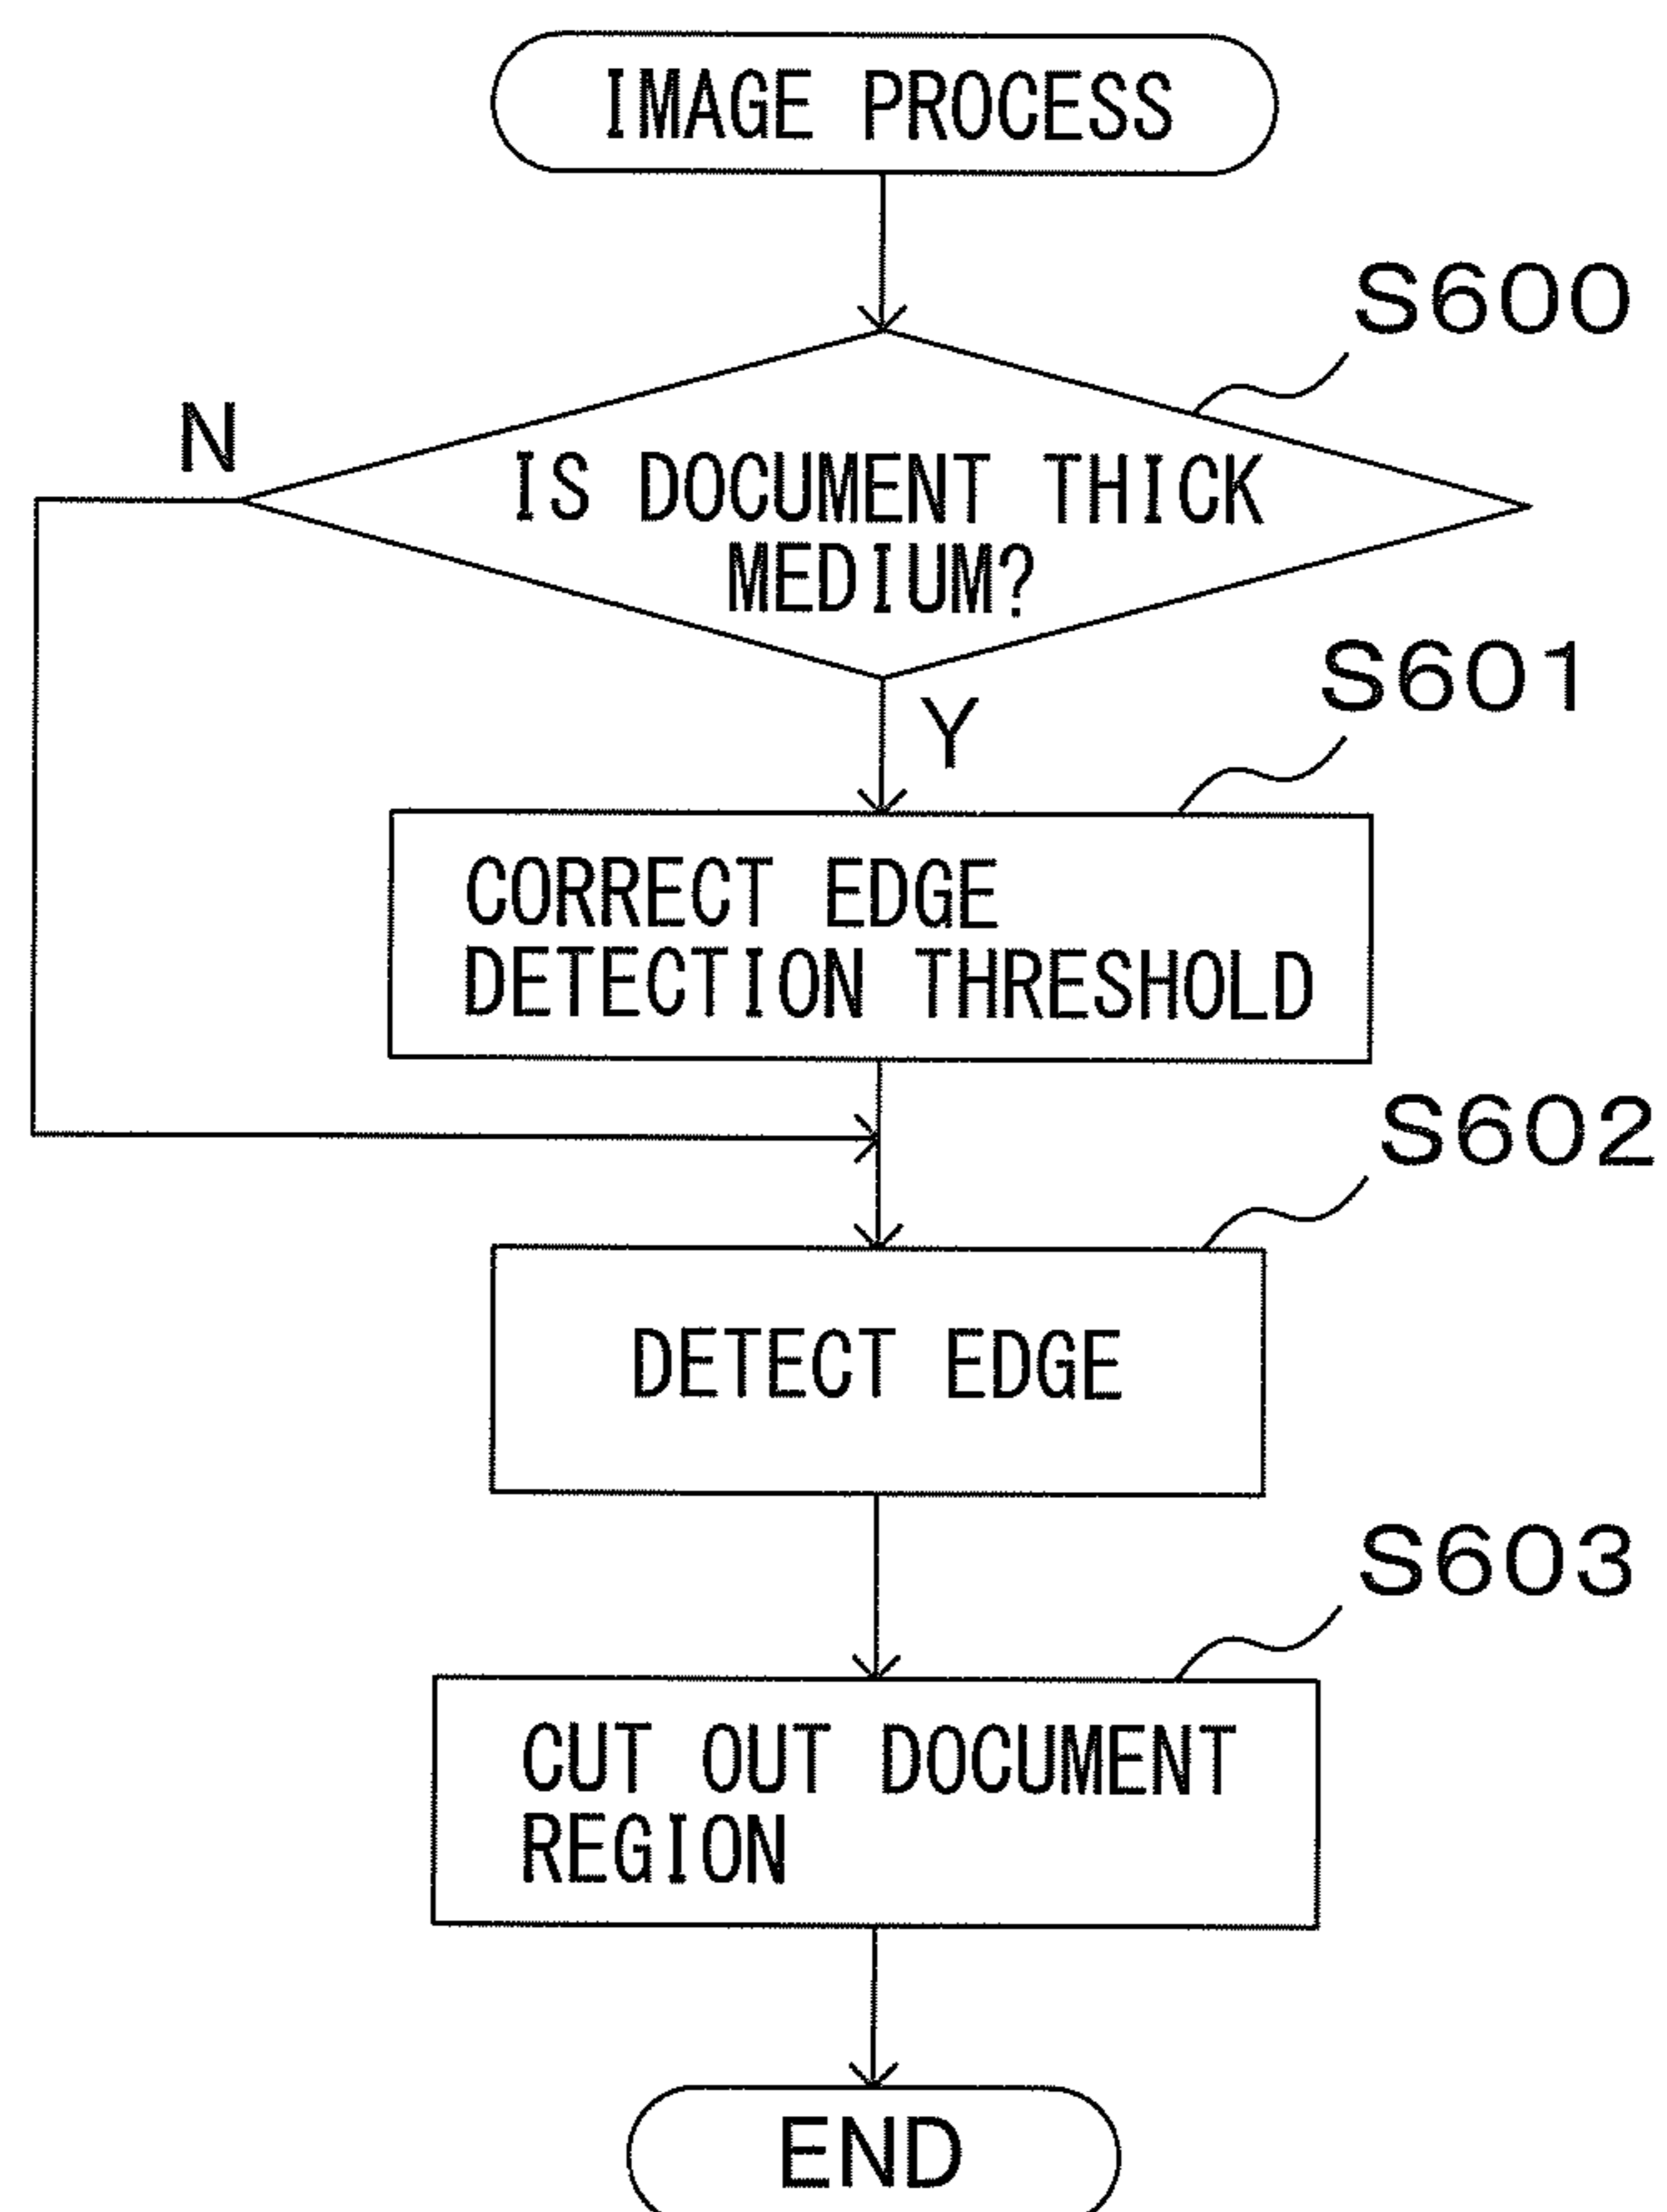 IMAGE PROCESS
S600
N
IS DOCUMENT THICK
MEDIUM?
S601
Y
CORRECT EDGE
DETECTION THRESHOLD
S602
DETECT EDGE
S603
CUT OUT DOCUMENT
REGION
END